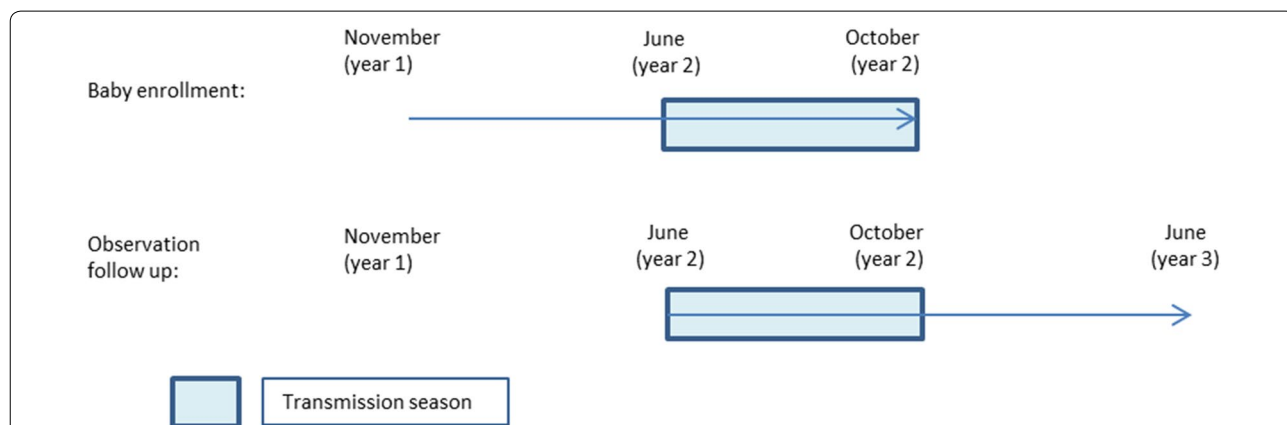 November June October
(year 1) (year 2) (year 2)
Baby enrollment:
Observation November June October June
follow up: (year 1) (year 2) (year 2) (year 3)
Transmission season